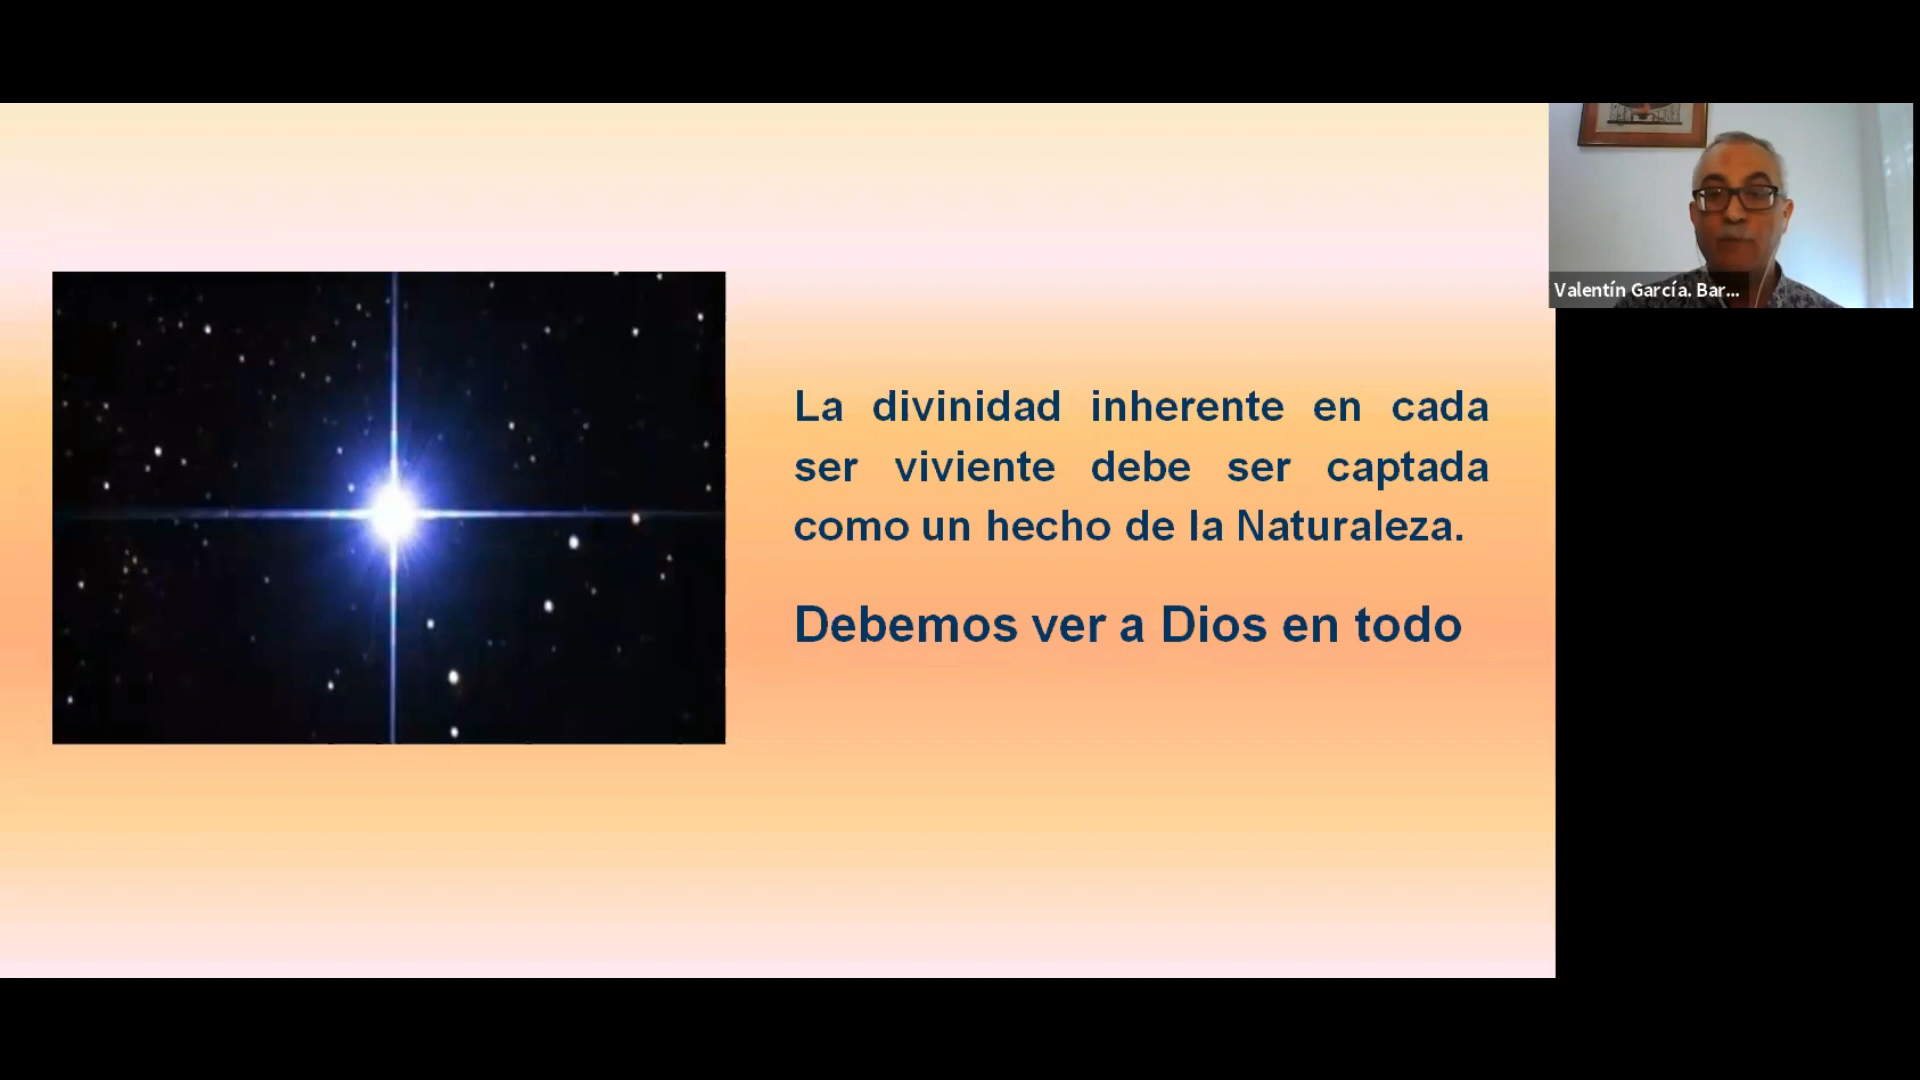 La divinidad inherente en cada
ser viviente debe ser captada
como un hecho de la Naturaleza.
Debemos ver a Dios en todo
Valentín García. Bar...